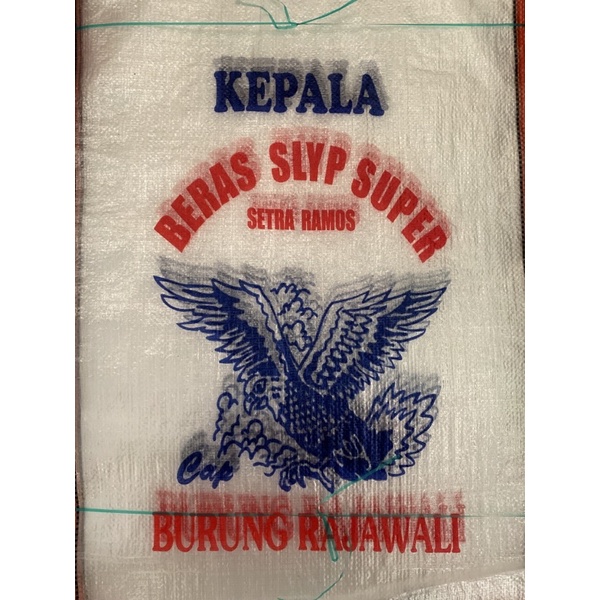 KEPALA
BERAS SLYP SUPER
SETRA RAMOS
Cap
BURUNG RAJAWALI